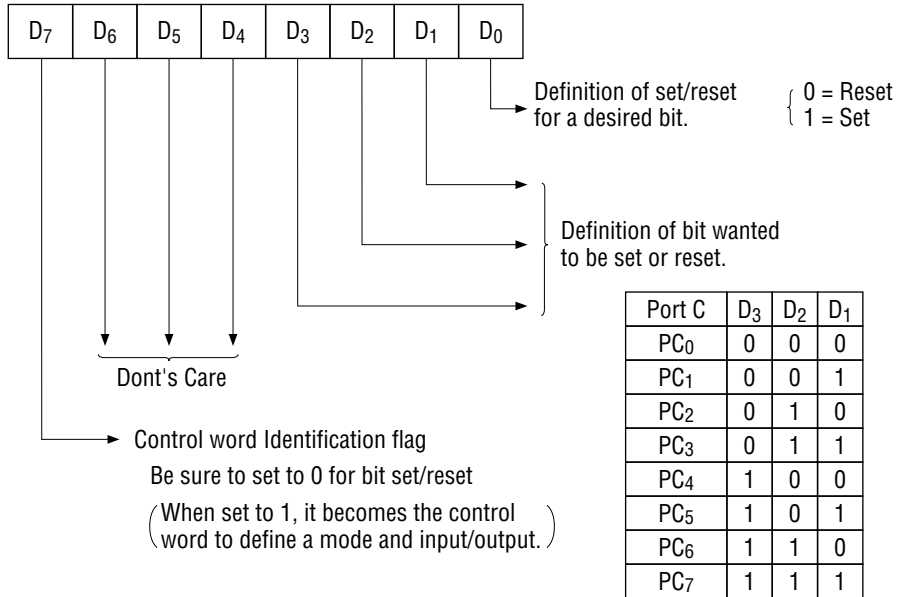 D7 D6 D5 D4 D3 D2 D1 D0
Definition of set/reset
for a desired bit.
0 = Reset
1 = Set
Definition of bit wanted
to be set or reset.
Dont's Care
Control word Identification flag
Be sure to set to 0 for bit set/reset
(When set to 1, it becomes the control
word to define a mode and input/output.)
Port C D3 D2 D1
PC0 0 0 0
PC1 0 0 1
PC2 0 1 0
PC3 0 1 1
PC4 1 0 0
PC5 1 0 1
PC6 1 1 0
PC7 1 1 1